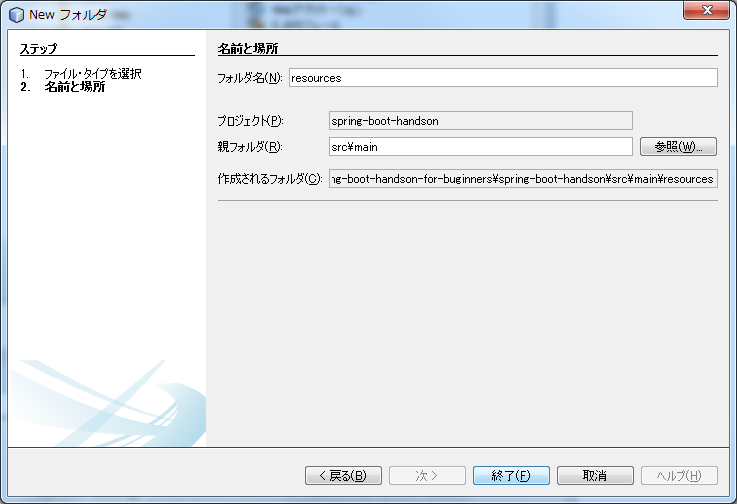 New フォルダ
ステップ
1. ファイル・タイプを選択
2. 名前と場所
名前と場所
フォルダ名(N): resources
プロジェクト(P): spring-boot-handson
親フォルダ(R): src¥main 参照(W)...
作成されるフォルダ(C): ng-boot-handson-for-buginners¥spring-boot-handson¥src¥main¥resources
< 戻る(B) 次 > 終了(F) 取消 ヘルプ(H)